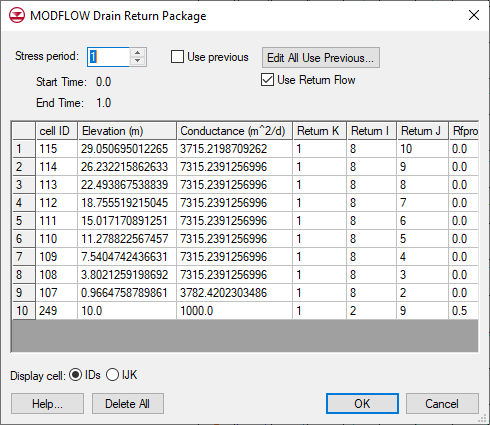 MODFLOW Drain Return Package
Stress period: 1 Use previous Edit All Use Previous...
Start Time: 0.0 Use Return Flow
End Time: 1.0
cell ID Elevation (m) Conductance (m^2/d) Return K Return I Return J Rfpro
1 115 29.050695012265 3715.2198709262 1 8 10 0.0
2 114 26.232215862633 7315.2391256996 1 8 9 0.0
3 113 22.493867538839 7315.2391256996 1 8 8 0.0
4 112 18.755519215045 7315.2391256996 1 8 7 0.0
5 111 15.017170891251 7315.2391256996 1 8 6 0.0
6 110 11.278822567457 7315.2391256996 1 8 5 0.0
7 109 7.5404742436631 7315.2391256996 1 8 4 0.0
8 108 3.8021259198692 7315.2391256996 1 8 3 0.0
9 107 0.9664758789861 3782.4202303486 1 8 2 0.0
10 249 10.0 1000.0 1 2 9 0.5
Display cell: IDs IJK
Help... Delete All OK Cancel